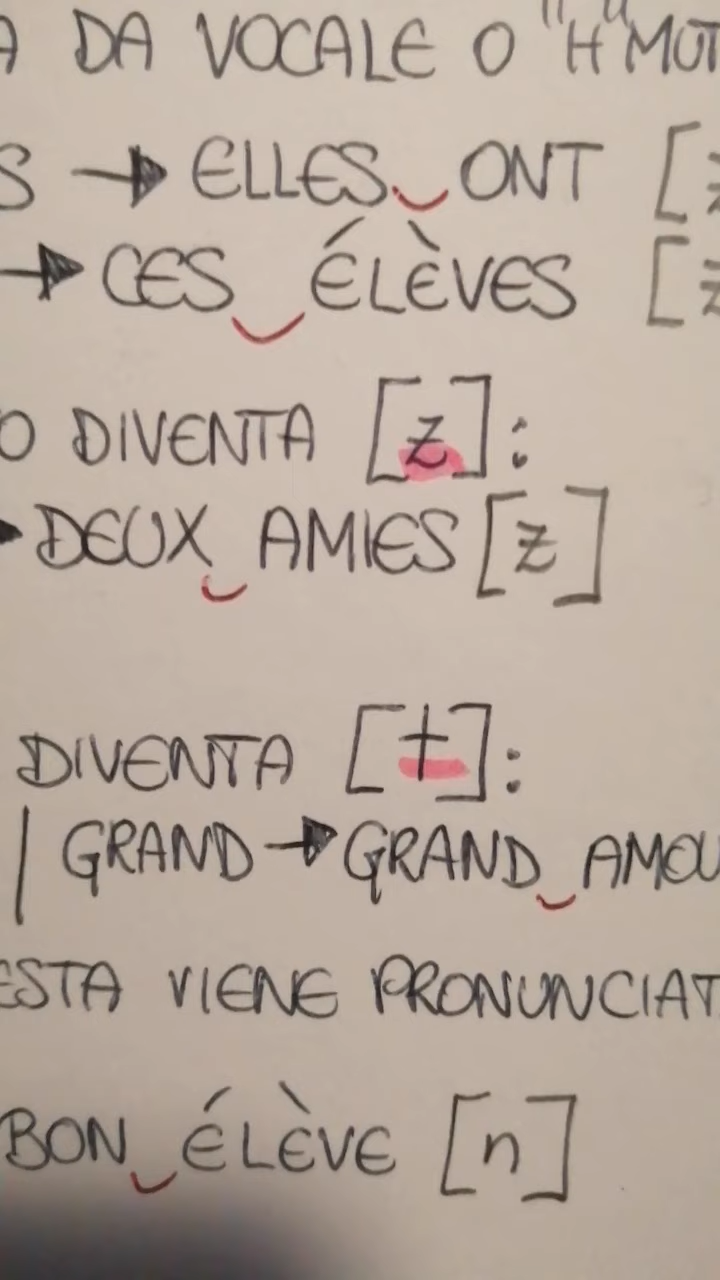 A DA VOCALE O "H" MUT
S → ELLES‿ONT [z
→ CES‿ÉLÈVES [z
O DIVENTA [z]:
→ DEUX‿AMIES [z]
DIVENTA [t]:
| GRAND → GRAND‿AMOU
ESTA VIENE PRONUNCIAT
BON‿ÉLÈVE [n]